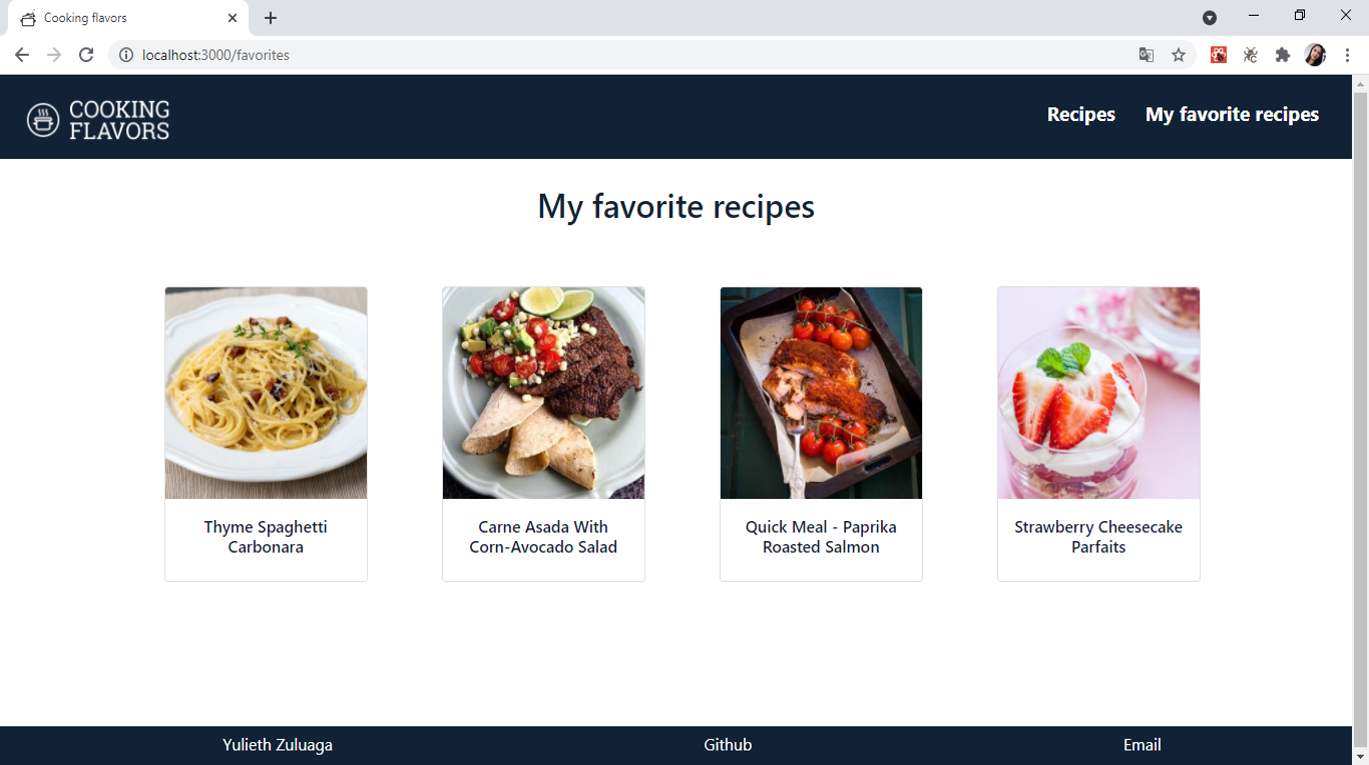 Cooking flavors
localhost:3000/favorites
COOKING
FLAVORS
Recipes
My favorite recipes
My favorite recipes
Thyme Spaghetti
Carbonara
Carne Asada With
Corn-Avocado Salad
Quick Meal - Paprika
Roasted Salmon
Strawberry Cheesecake
Parfaits
Yulieth Zuluaga
Github
Email